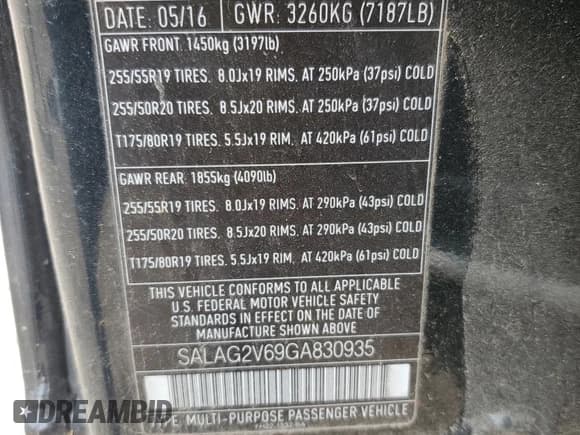 DATE: 05/16 GWR: 3260KG (7187LB)
GAWR FRONT: 1450kg (3197lb)
255/55R19 TIRES. 8.0Jx19 RIMS. AT 250kPa (37psi) COLD
255/50R20 TIRES. 8.5Jx20 RIMS. AT 250kPa (37psi) COLD
T175/80R19 TIRES. 5.5Jx19 RIM. AT 420kPa (61psi) COLD
GAWR REAR: 1855kg (4090lb)
255/55R19 TIRES. 8.0Jx19 RIMS. AT 290kPa (43psi) COLD
255/50R20 TIRES. 8.5Jx20 RIMS. AT 290kPa (43psi) COLD
T175/80R19 TIRES. 5.5Jx19 RIM. AT 420kPa (61psi) COLD
THIS VEHICLE CONFORMS TO ALL APPLICABLE
U.S. FEDERAL MOTOR VEHICLE SAFETY
STANDARDS IN EFFECT ON THE DATE OF
MANUFACTURE SHOWN ABOVE
SALAG2V69GA830935
TYPE: MULTI-PURPOSE PASSENGER VEHICLE
DREAMBID